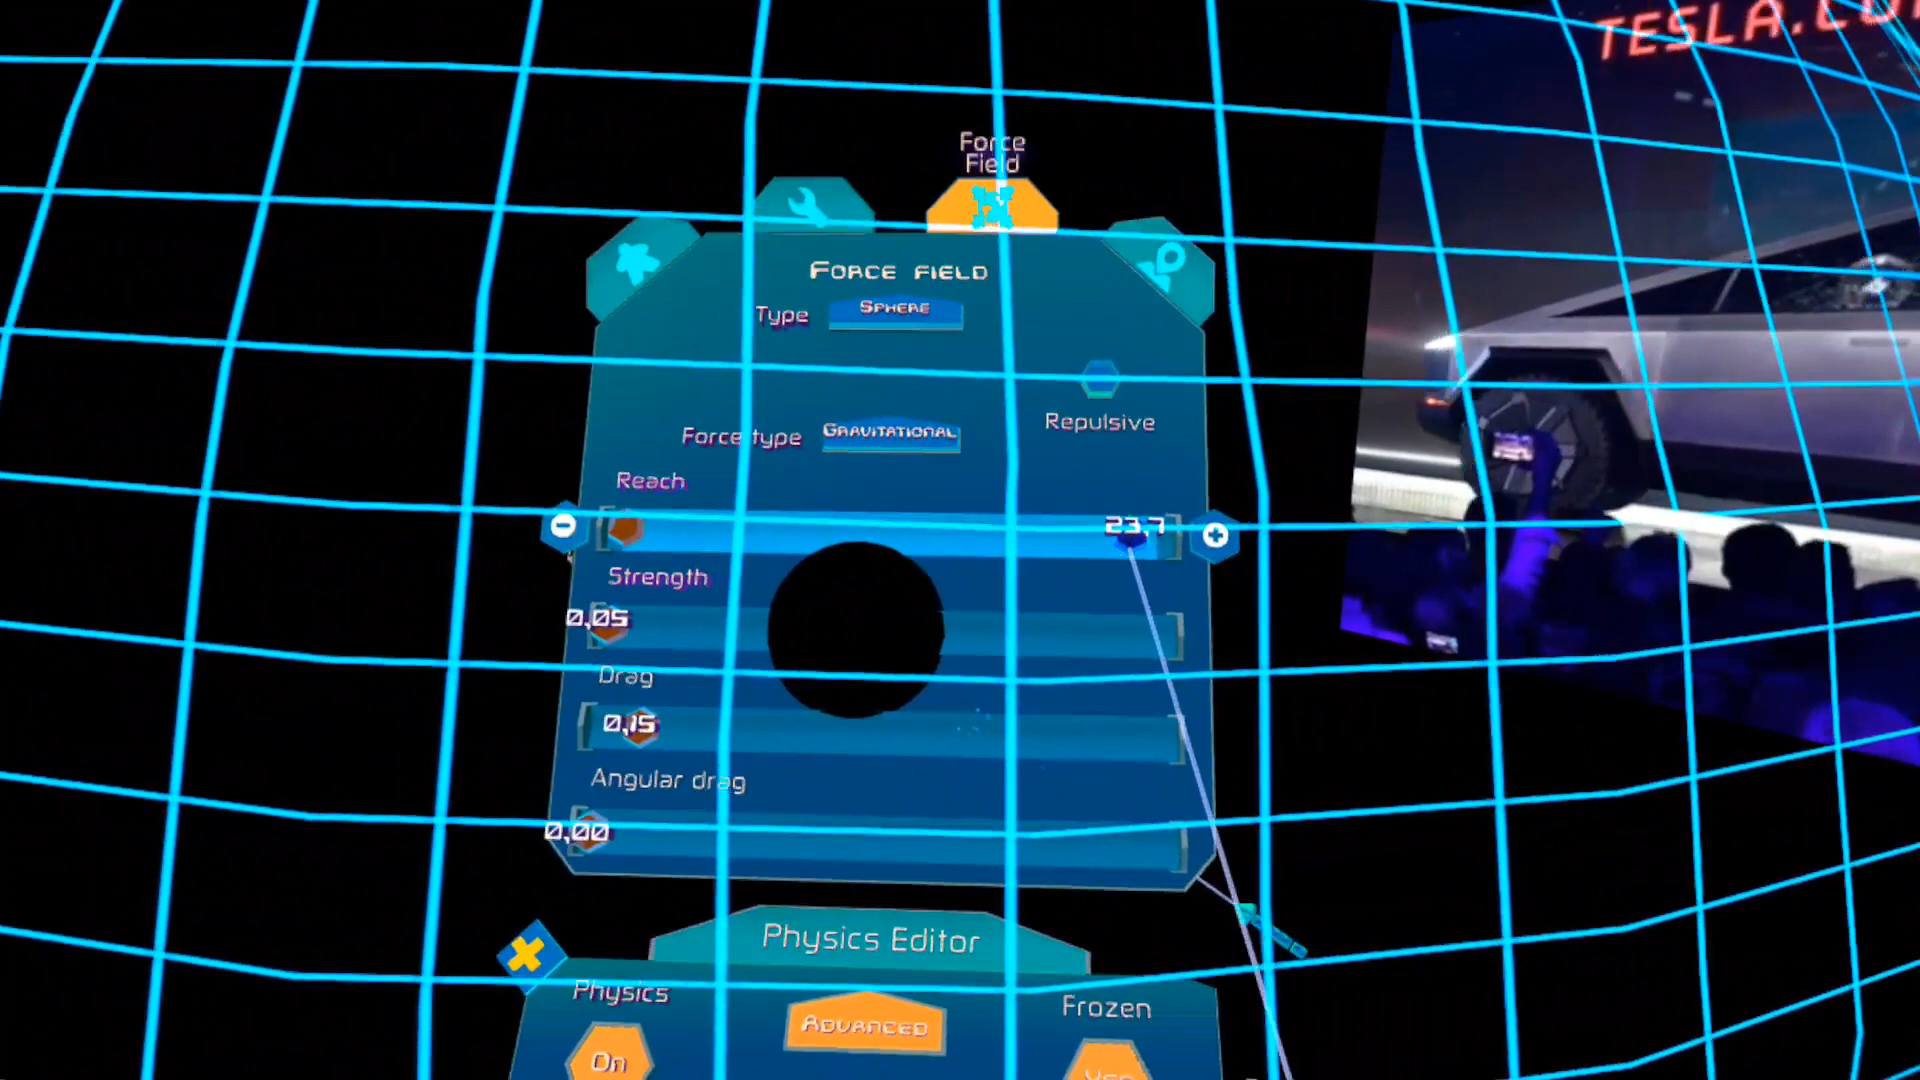 TESLA.CO
Force
Field
FORCE FIELD
Type
SPHERE
Repulsive
Force type
GRAVITATIONAL
Reach
23,7
Strength
0,05
Drag
0,15
Angular drag
0,00
Physics Editor
Physics
ADVANCED
Frozen
On